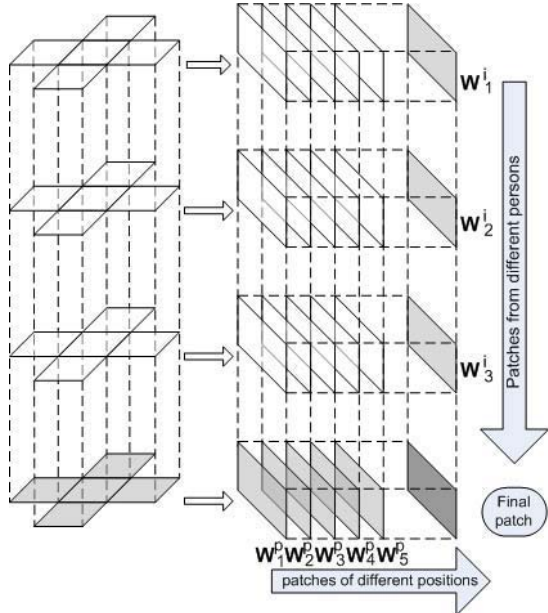 W^i_1
W^i_2
W^i_3
Patches from different persons
Final
patch
W^p_1 W^p_2 W^p_3 W^p_4 W^p_5
patches of different positions